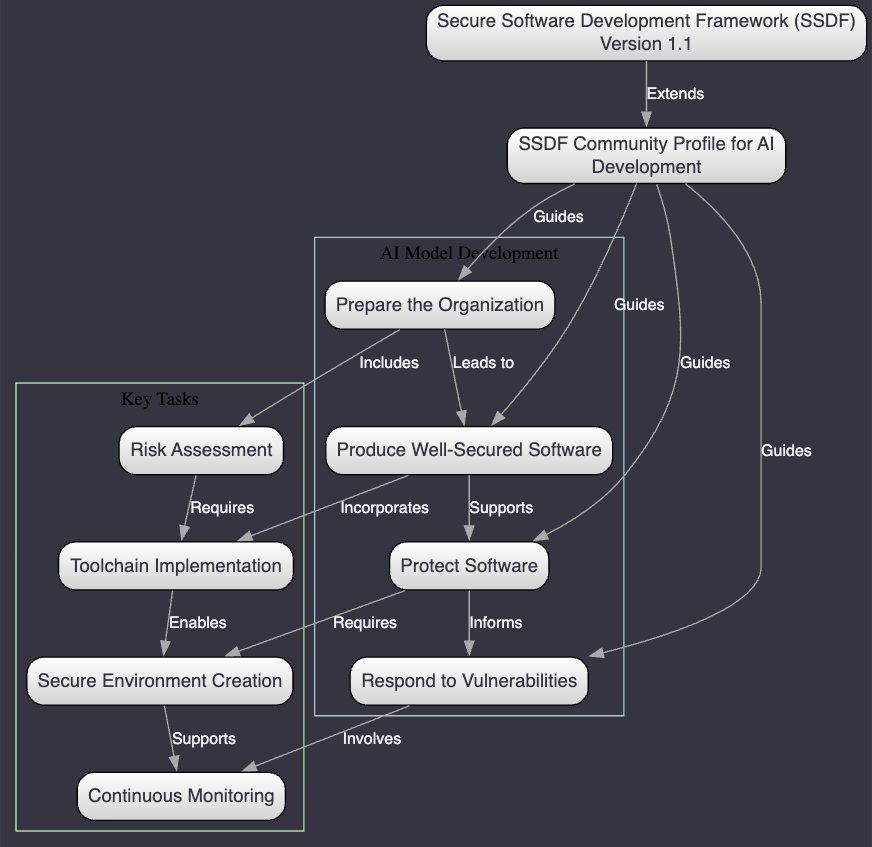 Secure Software Development Framework (SSDF)
Version 1.1
Extends
SSDF Community Profile for AI
Development
Guides
AI Model Development
Prepare the Organization
Guides
Includes
Leads to
Guides
Key Tasks
Risk Assessment
Produce Well-Secured Software
Guides
Requires
Incorporates
Supports
Toolchain Implementation
Protect Software
Enables
Requires
Informs
Secure Environment Creation
Respond to Vulnerabilities
Supports
Involves
Continuous Monitoring